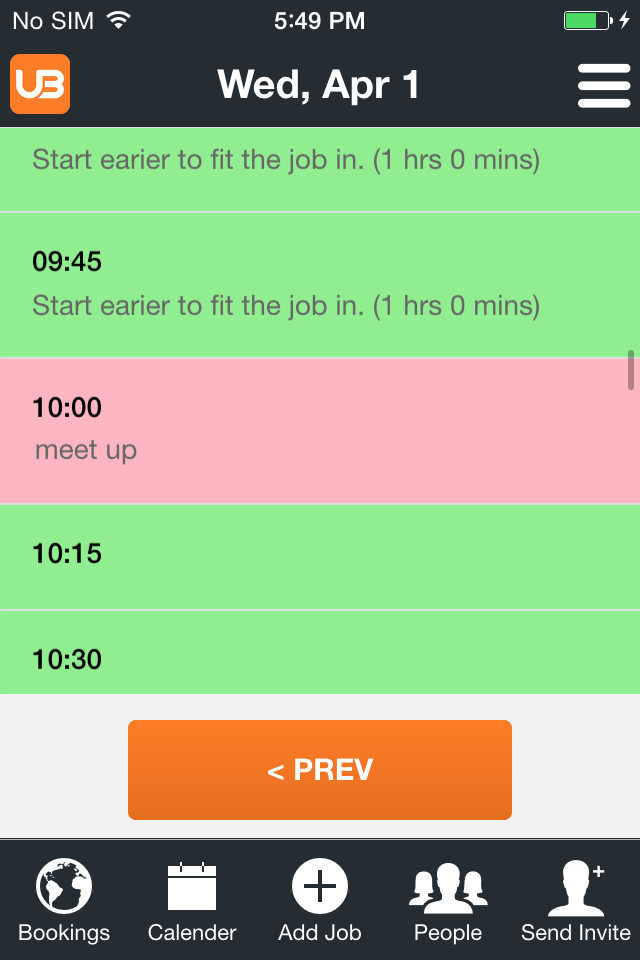 No SIM 5:49 PM
UB Wed, Apr 1
Start earier to fit the job in. (1 hrs 0 mins)
09:45
Start earier to fit the job in. (1 hrs 0 mins)
10:00
meet up
10:15
10:30
< PREV
Bookings Calender Add Job People Send Invite